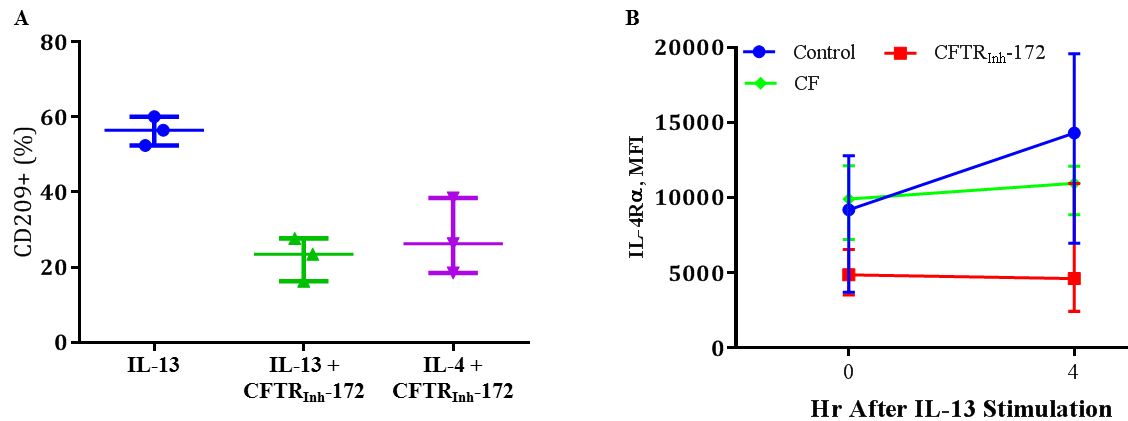 A
CD209+ (%)
80
60
40
20
0
IL-13
IL-13 +
CFTRInh-172
IL-4 +
CFTRInh-172
B
IL-4Rα, MFI
20000
15000
10000
5000
0
Control
CFTRInh-172
CF
0
4
Hr After IL-13 Stimulation